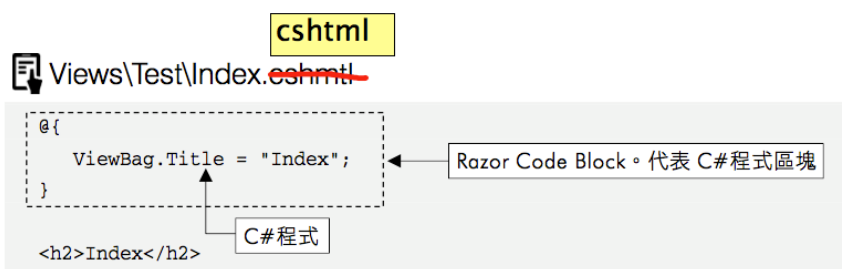 cshtml
Views\Test\Index.cshmtl
@{
ViewBag.Title = "Index";
}
Razor Code Block。代表 C#程式區塊
C#程式
<h2>Index</h2>